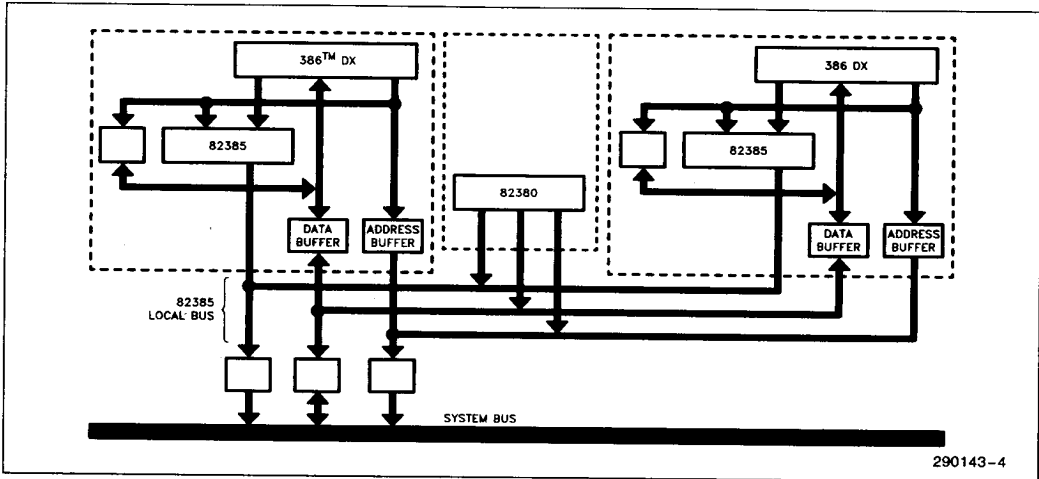 386™ DX
386 DX
82385
82385
82380
DATA
BUFFER
ADDRESS
BUFFER
DATA
BUFFER
ADDRESS
BUFFER
82385
LOCAL BUS
SYSTEM BUS
290143–4